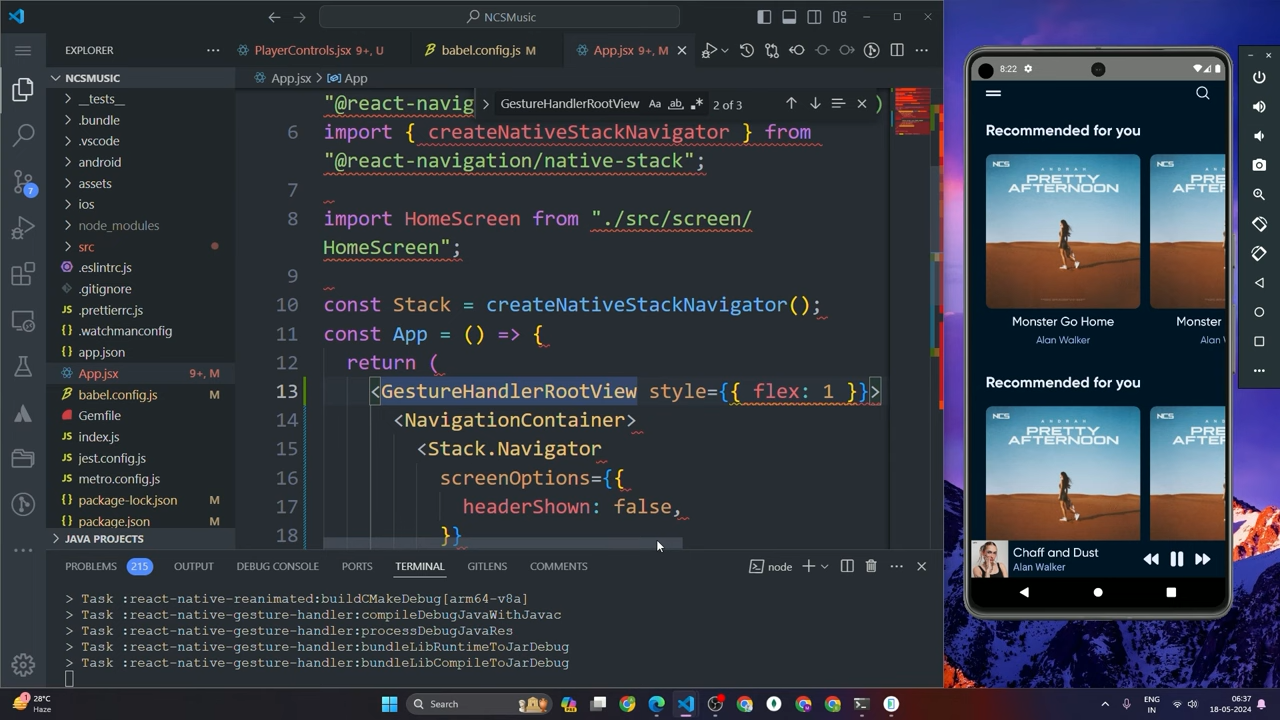 NCSMusic
EXPLORER
PlayerControls.jsx 9+, U
babel.config.js M
App.jsx 9+, M
NCSMUSIC
App.jsx > App
__tests__
.bundle
.vscode
android
assets
ios
node_modules
src
.eslintrc.js
.gitignore
.prettierrc.js
.watchmanconfig
app.json
App.jsx 9+, M
babel.config.js M
Gemfile
index.js
jest.config.js
metro.config.js
package-lock.json M
package.json M
JAVA PROJECTS
7
GestureHandlerRootView Aa ab .* 2 of 3
"@react-navig )
6 import { createNativeStackNavigator } from
"@react-navigation/native-stack";
7
8 import HomeScreen from "./src/screen/
HomeScreen";
9
10 const Stack = createNativeStackNavigator();
11 const App = () => {
12 return (
13 <GestureHandlerRootView style={{ flex: 1 }}>
14 <NavigationContainer>
15 <Stack.Navigator
16 screenOptions={{
17 headerShown: false,
18 }}
PROBLEMS 215 OUTPUT DEBUG CONSOLE PORTS TERMINAL GITLENS COMMENTS node
> Task :react-native-reanimated:buildCMakeDebug[arm64-v8a]
> Task :react-native-gesture-handler:compileDebugJavaWithJavac
> Task :react-native-gesture-handler:processDebugJavaRes
> Task :react-native-gesture-handler:bundleLibRuntimeToJarDebug
> Task :react-native-gesture-handler:bundleLibCompileToJarDebug
8:22
Recommended for you
NCS
PRETTY
AFTERNOON
Monster Go Home
Alan Walker
NCS
Monster
Alan
Recommended for you
NCS
PRETTY
AFTERNOON
NCS
Chaff and Dust
Alan Walker
1
28°C
Haze
Search
ENG
IN
06:37
18-05-2024